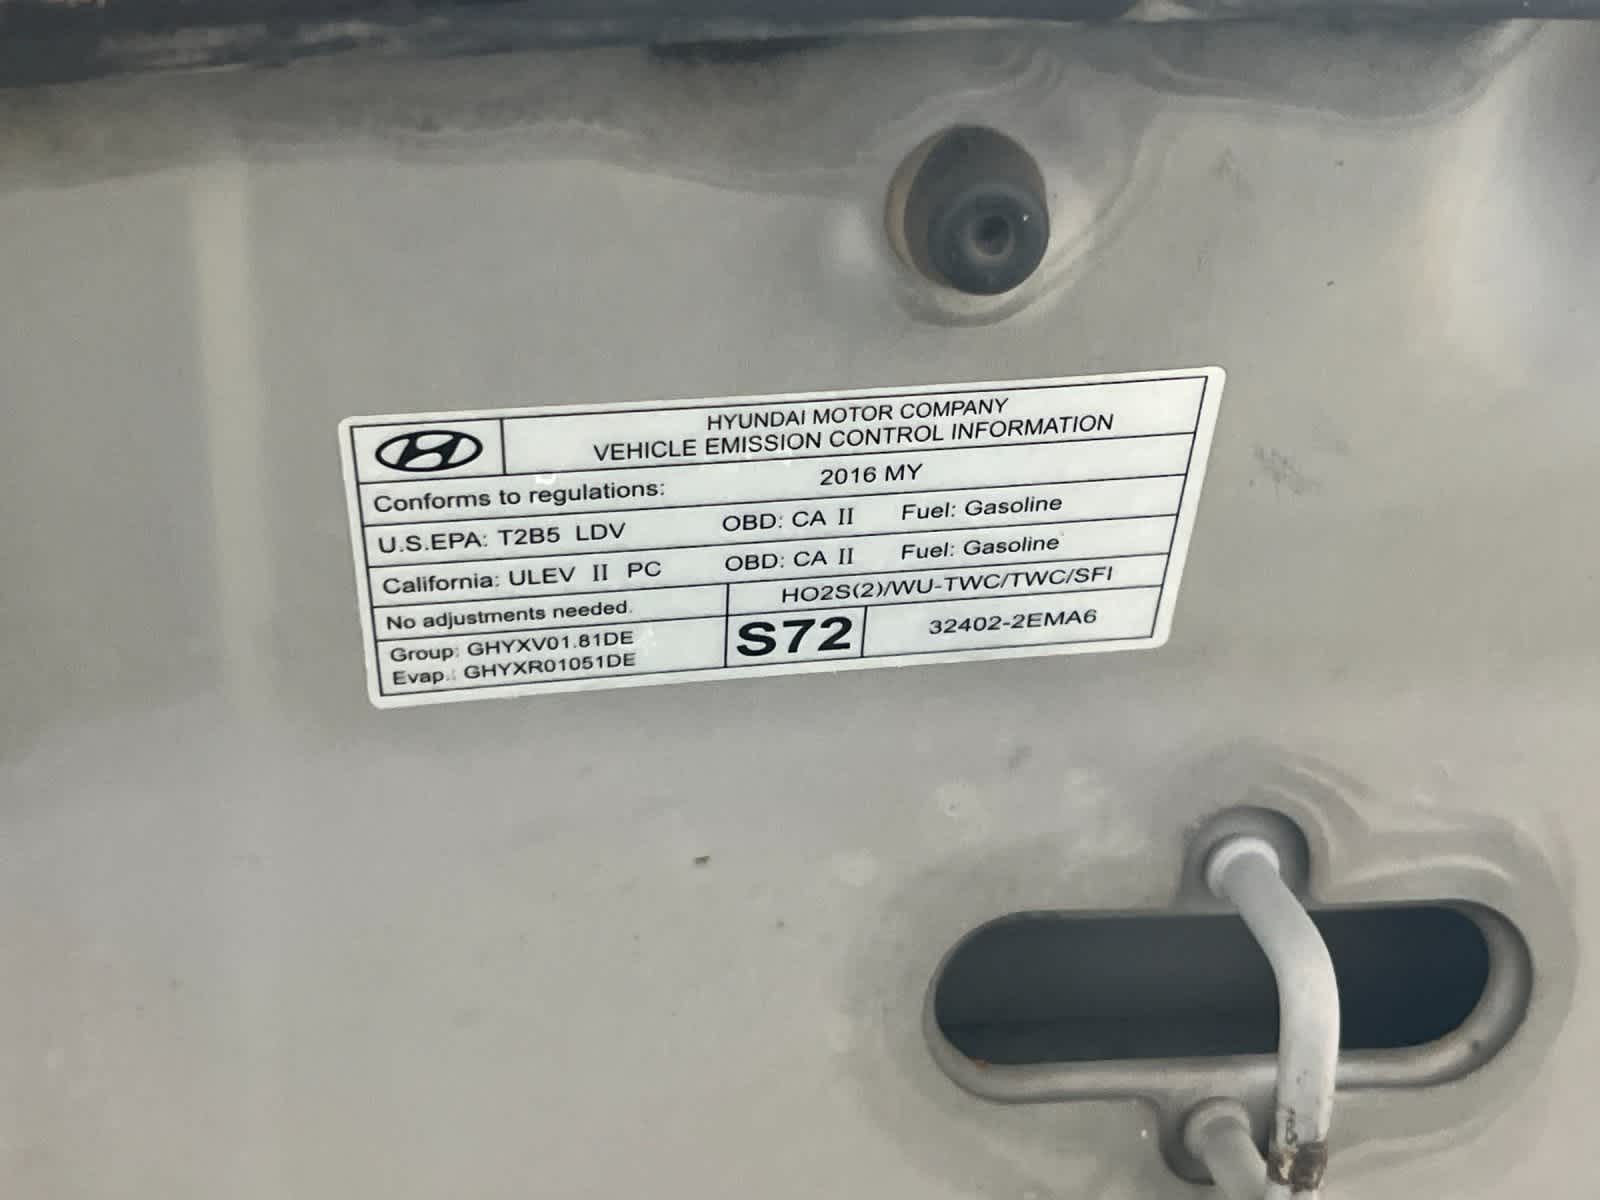 HYUNDAI MOTOR COMPANY
VEHICLE EMISSION CONTROL INFORMATION
Conforms to regulations: 2016 MY
U.S.EPA: T2B5 LDV OBD: CA II Fuel: Gasoline
California: ULEV II PC OBD: CA II Fuel: Gasoline
No adjustments needed. HO2S(2)/WU-TWC/TWC/SFI
Group: GHYXV01.81DE
Evap.: GHYXR01051DE
S72
32402-2EMA6